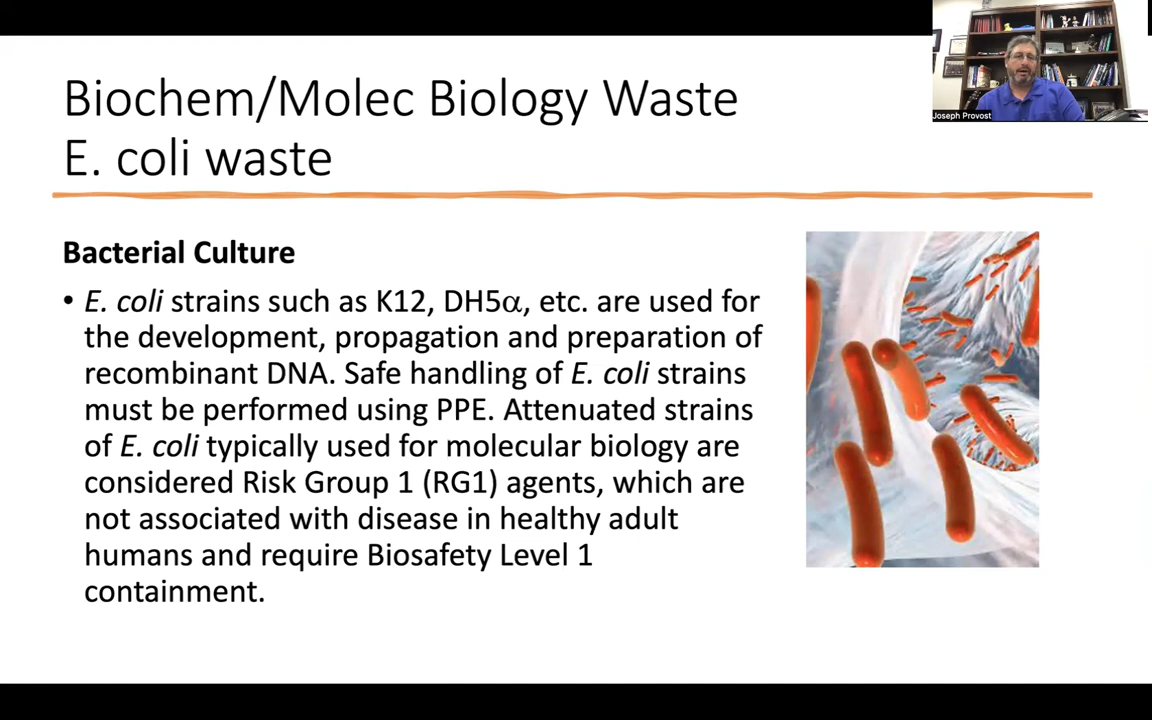 Biochem/Molec Biology Waste
E. coli waste
Joseph Provost
Bacterial Culture
• E. coli strains such as K12, DH5α, etc. are used for
the development, propagation and preparation of
recombinant DNA. Safe handling of E. coli strains
must be performed using PPE. Attenuated strains
of E. coli typically used for molecular biology are
considered Risk Group 1 (RG1) agents, which are
not associated with disease in healthy adult
humans and require Biosafety Level 1
containment.